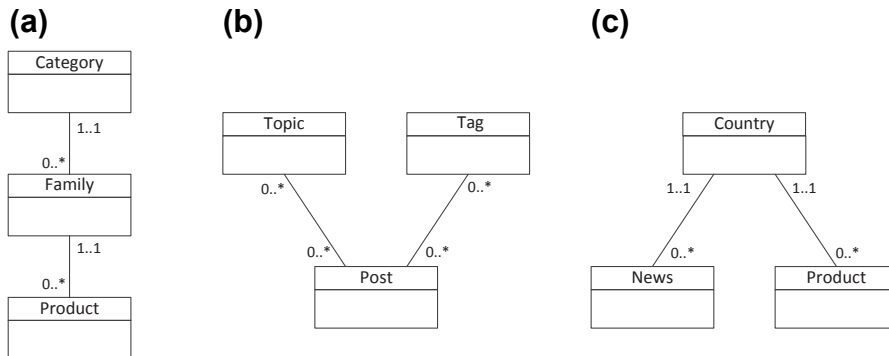 (a)
(b)
(c)
Category
1..1
0..*
Family
1..1
0..*
Product
Topic
Tag
0..*
0..*
0..*
0..*
Post
Country
1..1
1..1
0..*
0..*
News
Product